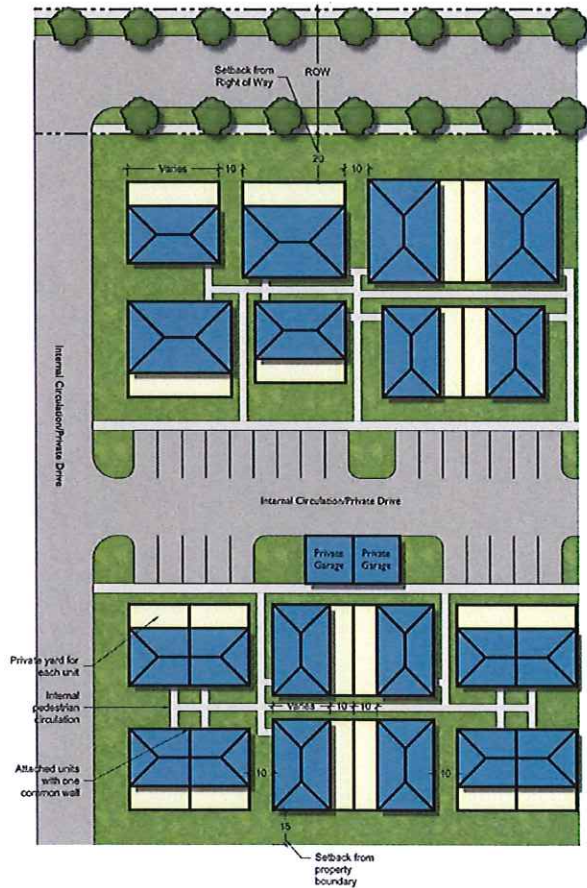 Setback from
Right of Way
ROW
20
Varies
10
10
Internal Circulation/Private Drive
Internal Circulation/Private Drive
Private
Garage
Private
Garage
Private yard for
each unit
Internal
pedestrian
circulation
Varies
10
10
Attached units
with one
common wall
10
10
15
Setback from
property
boundary